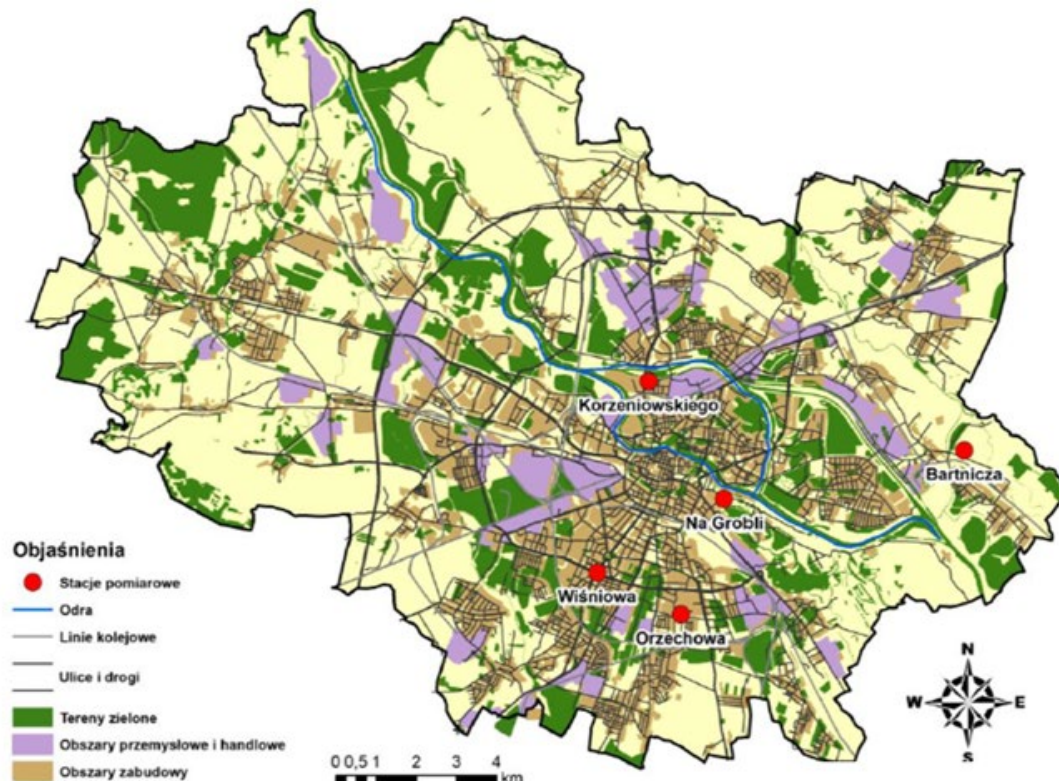 Korzeniowskiego
Bartnicza
Na Grobli
Wiśniowa
Orzechowa
Objaśnienia
Stacje pomiarowe
Odra
Linie kolejowe
Ulice i drogi
Tereny zielone
Obszary przemysłowe i handlowe
Obszary zabudowy
0 0,5 1 2 3 4
km
N
W E
S